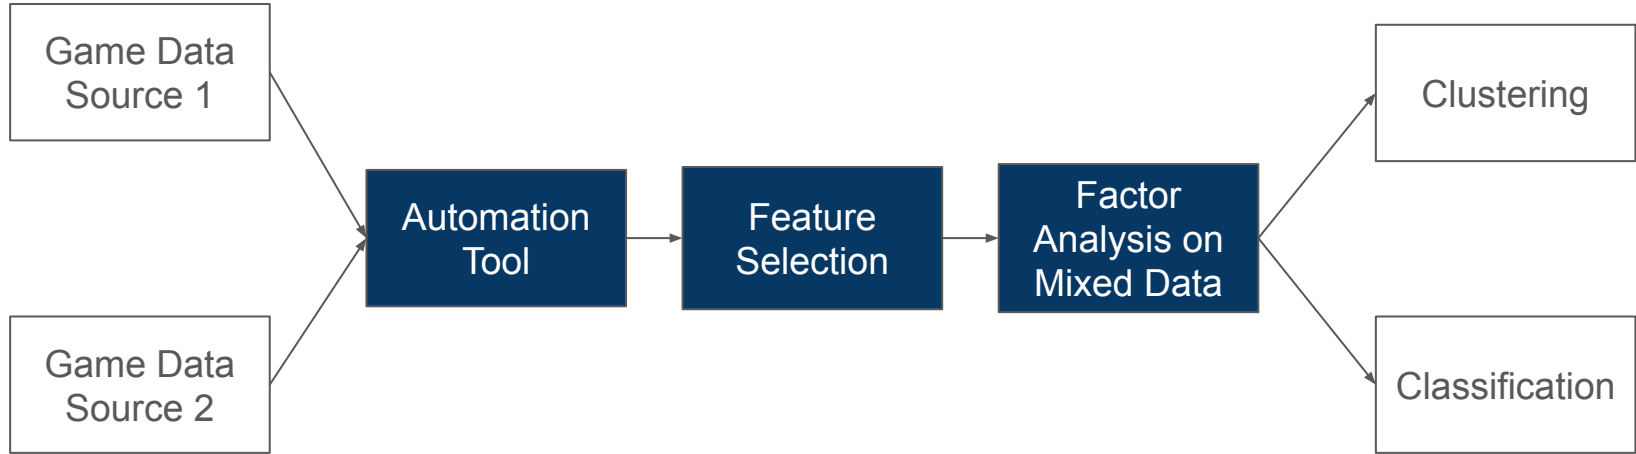 Game Data
Source 1
Game Data
Source 2
Automation
Tool
Feature
Selection
Factor
Analysis on
Mixed Data
Clustering
Classification